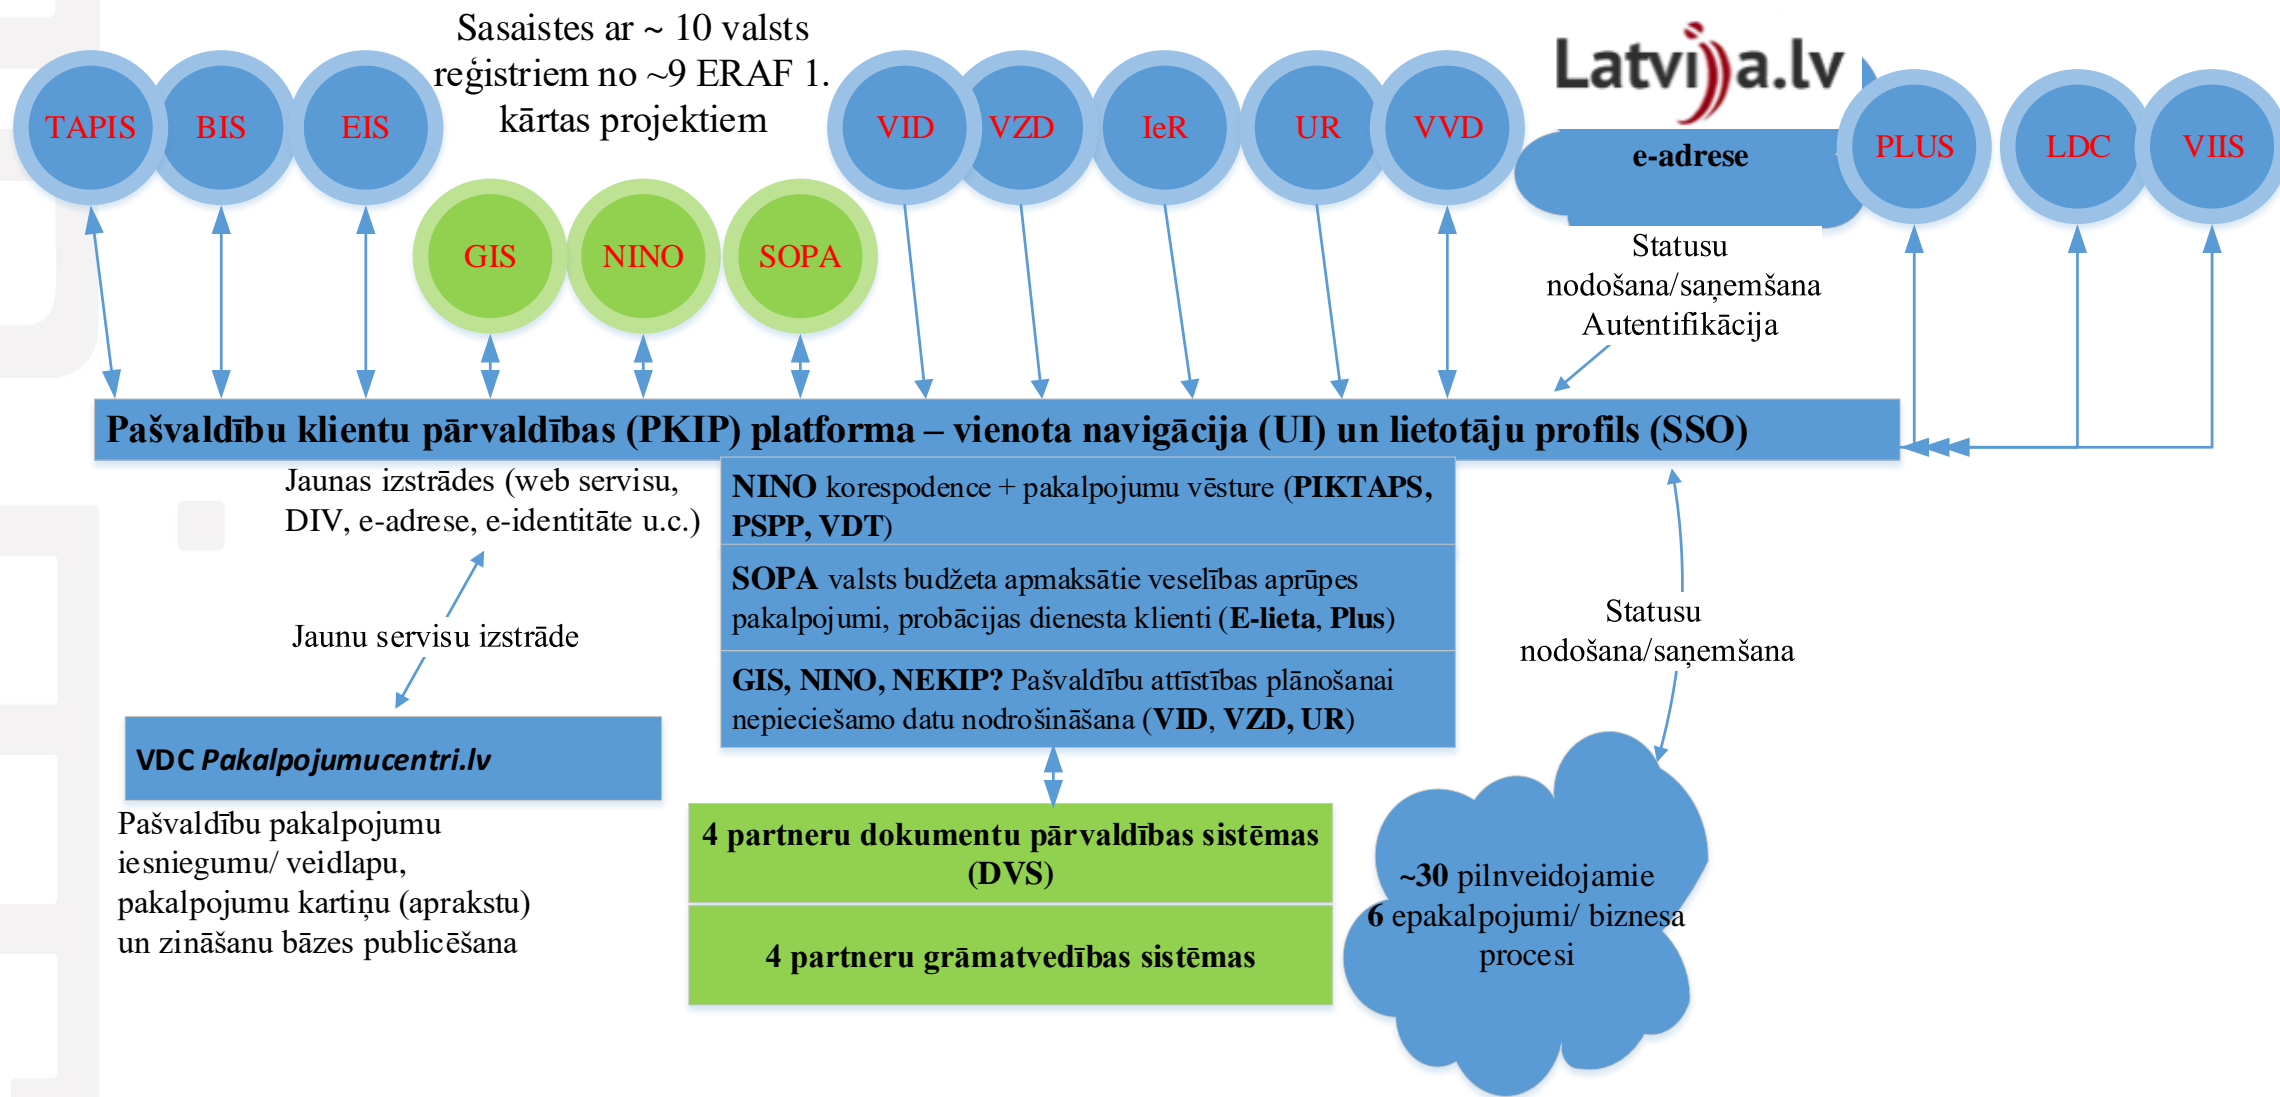 Sasaistes ar ~ 10 valsts
reģistriem no ~9 ERAF 1.
kārtas projektiem
Latvija.lv
TAPIS
BIS
EIS
VID
VZD
IeR
UR
VVD
e-adrese
PLUS
LDC
VIIS
GIS
NINO
SOPA
Statusu
nodošana/saņemšana
Autentifikācija
Pašvaldību klientu pārvaldības (PKIP) platforma – vienota navigācija (UI) un lietotāju profils (SSO)
Jaunas izstrādes (web servisu,
DIV, e-adrese, e-identitāte u.c.)
Jaunu servisu izstrāde
VDC Pakalpojumucentri.lv
Pašvaldību pakalpojumu
iesniegumu/ veidlapu,
pakalpojumu kartiņu (aprakstu)
un zināšanu bāzes publicēšana
NINO korespodence + pakalpojumu vēsture (PIKTAPS,
PSPP, VDT)
SOPA valsts budžeta apmaksātie veselības aprūpes
pakalpojumi, probācijas dienesta klienti (E-lieta, Plus)
GIS, NINO, NEKIP? Pašvaldību attīstības plānošanai
nepieciešamo datu nodrošināšana (VID, VZD, UR)
4 partneru dokumentu pārvaldības sistēmas
(DVS)
4 partneru grāmatvedības sistēmas
Statusu
nodošana/saņemšana
~30 pilnveidojamie
6 epakalpojumi/ biznesa
procesi